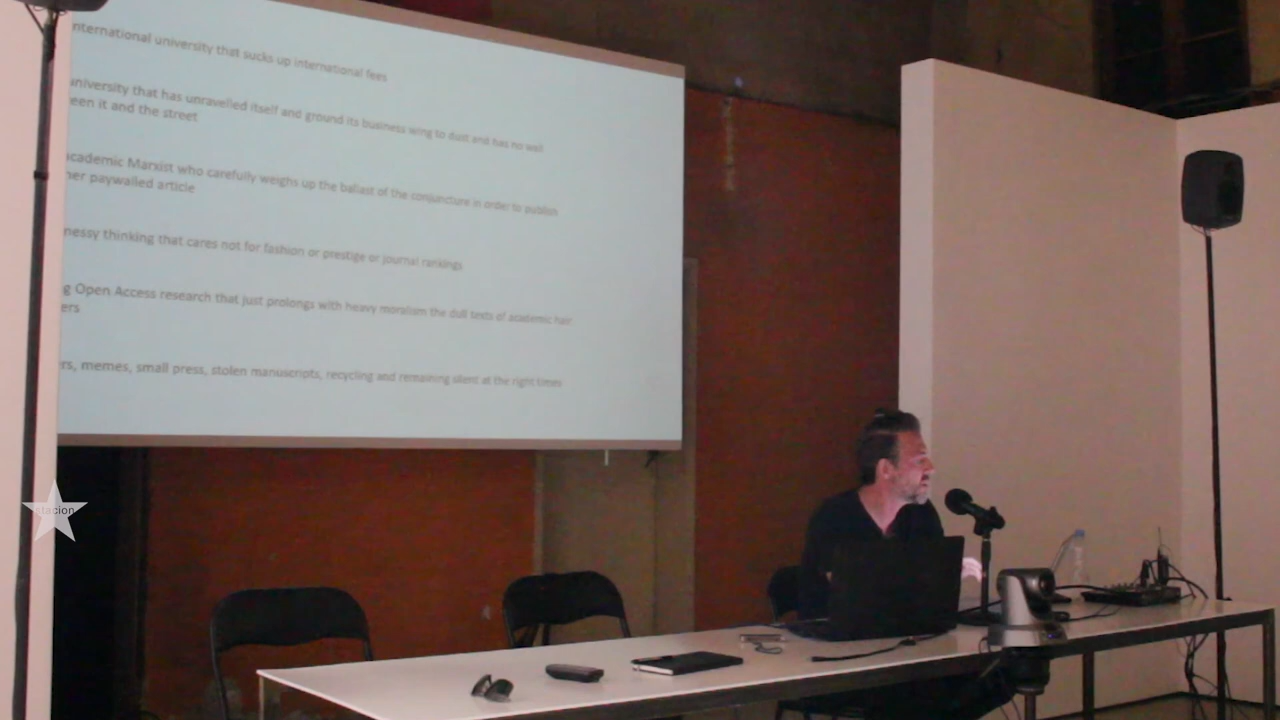 nternational university that sucks up international fees
university that has unravelled itself and ground its business wing to dust and has no wall
een it and the street
academic Marxist who carefully weighs up the ballast of the conjuncture in order to publish
her paywalled article
nessy thinking that cares not for fashion or prestige or journal rankings
g Open Access research that just prolongs with heavy moralism the dull texts of academic hair
ers
rs, memes, small press, stolen manuscripts, recycling and remaining silent at the right times
stacion